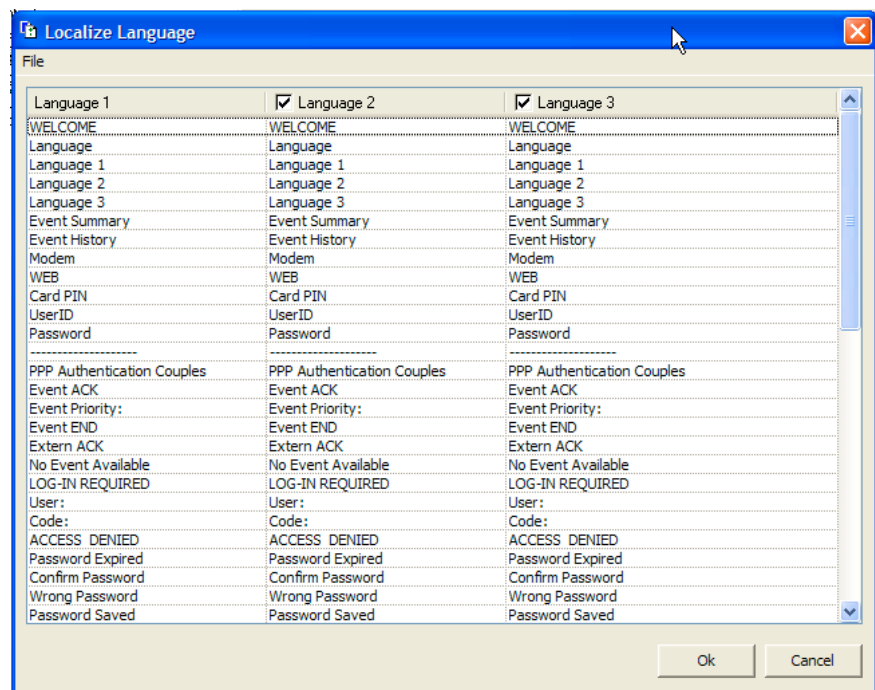 Localize Language
File
Language 1 Language 2 Language 3
WELCOME WELCOME WELCOME
Language Language Language
Language 1 Language 1 Language 1
Language 2 Language 2 Language 2
Language 3 Language 3 Language 3
Event Summary Event Summary Event Summary
Event History Event History Event History
Modem Modem Modem
WEB WEB WEB
Card PIN Card PIN Card PIN
UserID UserID UserID
Password Password Password
-------------------- -------------------- --------------------
PPP Authentication Couples PPP Authentication Couples PPP Authentication Couples
Event ACK Event ACK Event ACK
Event Priority: Event Priority: Event Priority:
Event END Event END Event END
Extern ACK Extern ACK Extern ACK
No Event Available No Event Available No Event Available
LOG-IN REQUIRED LOG-IN REQUIRED LOG-IN REQUIRED
User: User: User:
Code: Code: Code:
ACCESS DENIED ACCESS DENIED ACCESS DENIED
Password Expired Password Expired Password Expired
Confirm Password Confirm Password Confirm Password
Wrong Password Wrong Password Wrong Password
Password Saved Password Saved Password Saved
Ok Cancel